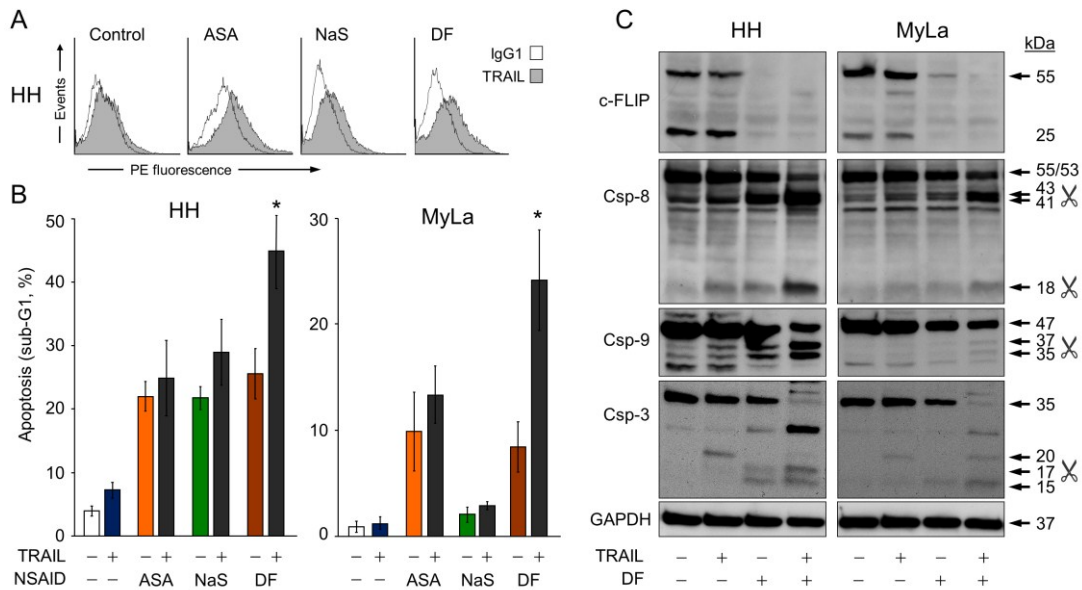 A
Control
ASA
NaS
DF
IgG1
TRAIL
HH
Events
PE fluorescence
B
HH
MyLa
Apoptosis (sub-G1, %)
50
40
30
20
10
0
*
30
20
10
0
*
TRAIL – + – + – + – + – + – + – + – +
NSAID – – ASA NaS DF – – ASA NaS DF
C
HH
MyLa
kDa
c-FLIP
55
25
Csp-8
55/53
43
41
18
Csp-9
47
37
35
Csp-3
35
20
17
15
GAPDH
37
TRAIL – + – + – + – +
DF – – + + – – + +